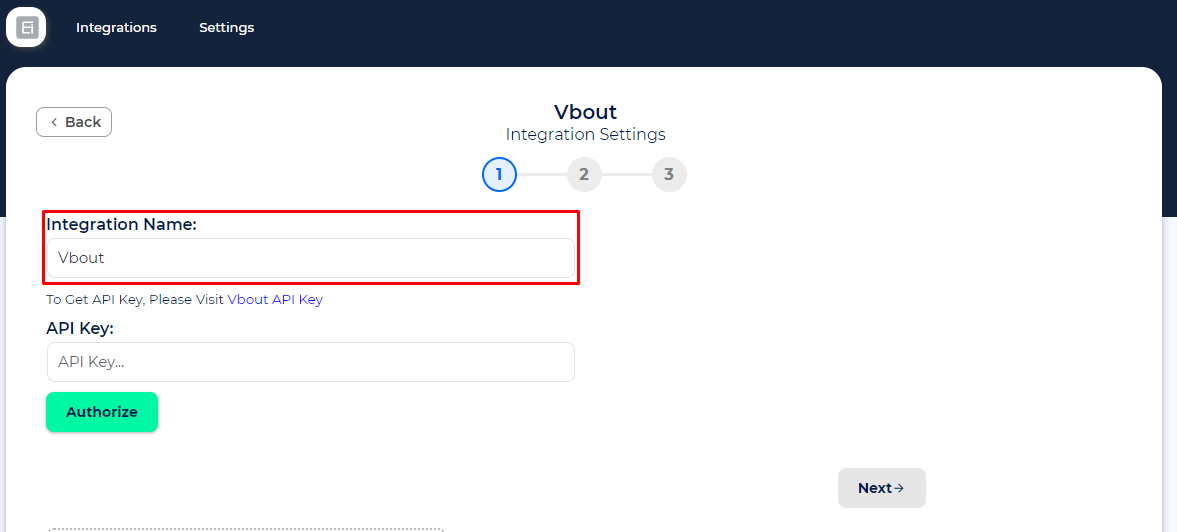 Integrations
Settings
Back
Vbout
Integration Settings
1
2
3
Integration Name:
Vbout
To Get API Key, Please Visit Vbout API Key
API Key:
API Key...
Authorize
Next